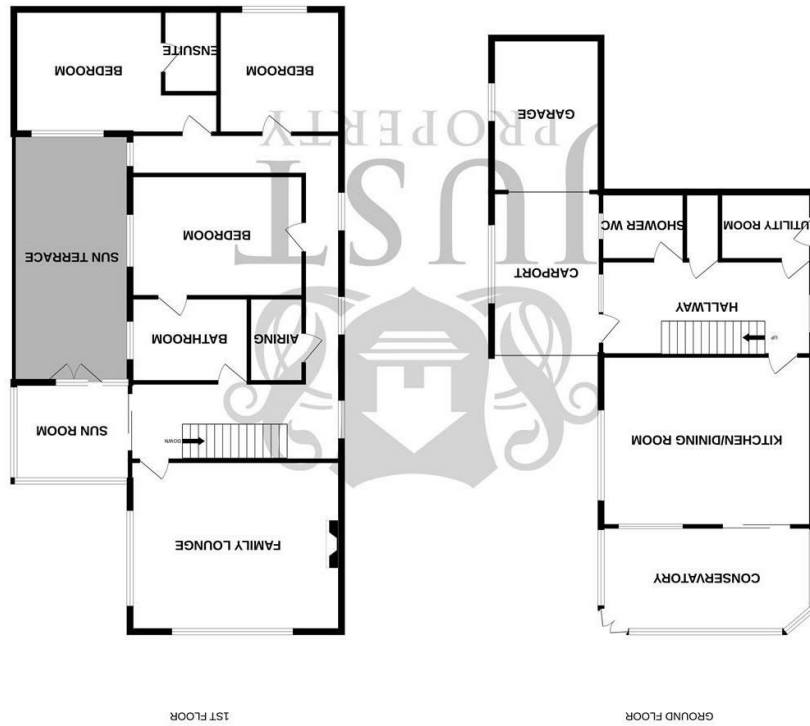 GROUND FLOOR
CONSERVATORY
KITCHEN/DINING ROOM
UP
HALLWAY
CARPORT
UTILITY ROOM
SHOWER WC
GARAGE
1ST FLOOR
FAMILY LOUNGE
DOWN
SUN ROOM
AIRING
BATHROOM
BEDROOM
SUN TERRACE
BEDROOM
ENSUITE
BEDROOM
JUST
PROPERTY